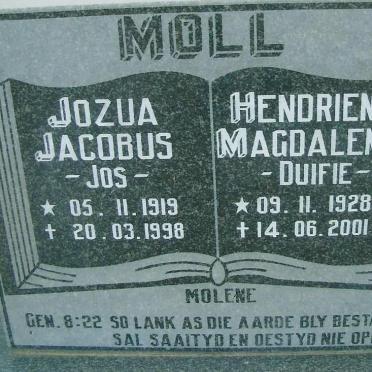 MOLL
JOZUA
JACOBUS
- JOS -
★ 05. 11. 1919
✝ 20. 03. 1998
HENDRIEN
MAGDALEN
- DUIFIE -
★ 09. 11. 1928
✝ 14. 06. 2001
MOLENE
GEN. 8:22 SO LANK AS DIE AARDE BLY BEST
SAL SAAITYD EN OESTYD NIE OP